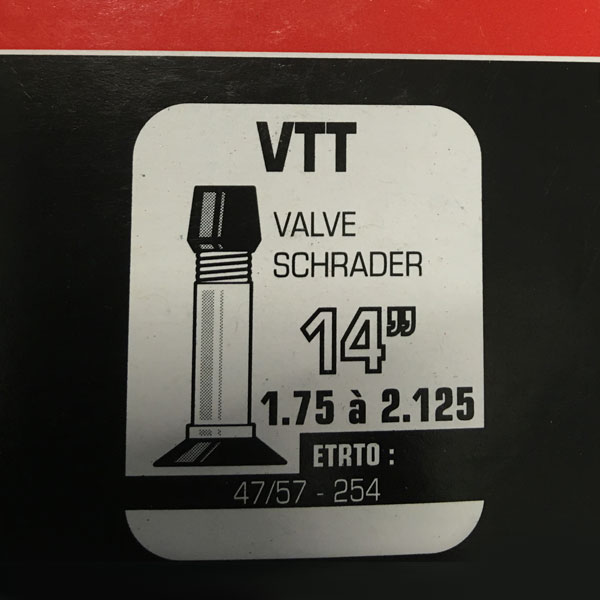 VTT
VALVE
SCHRADER
14”
1.75 à 2.125
ETRTO :
47/57 - 254